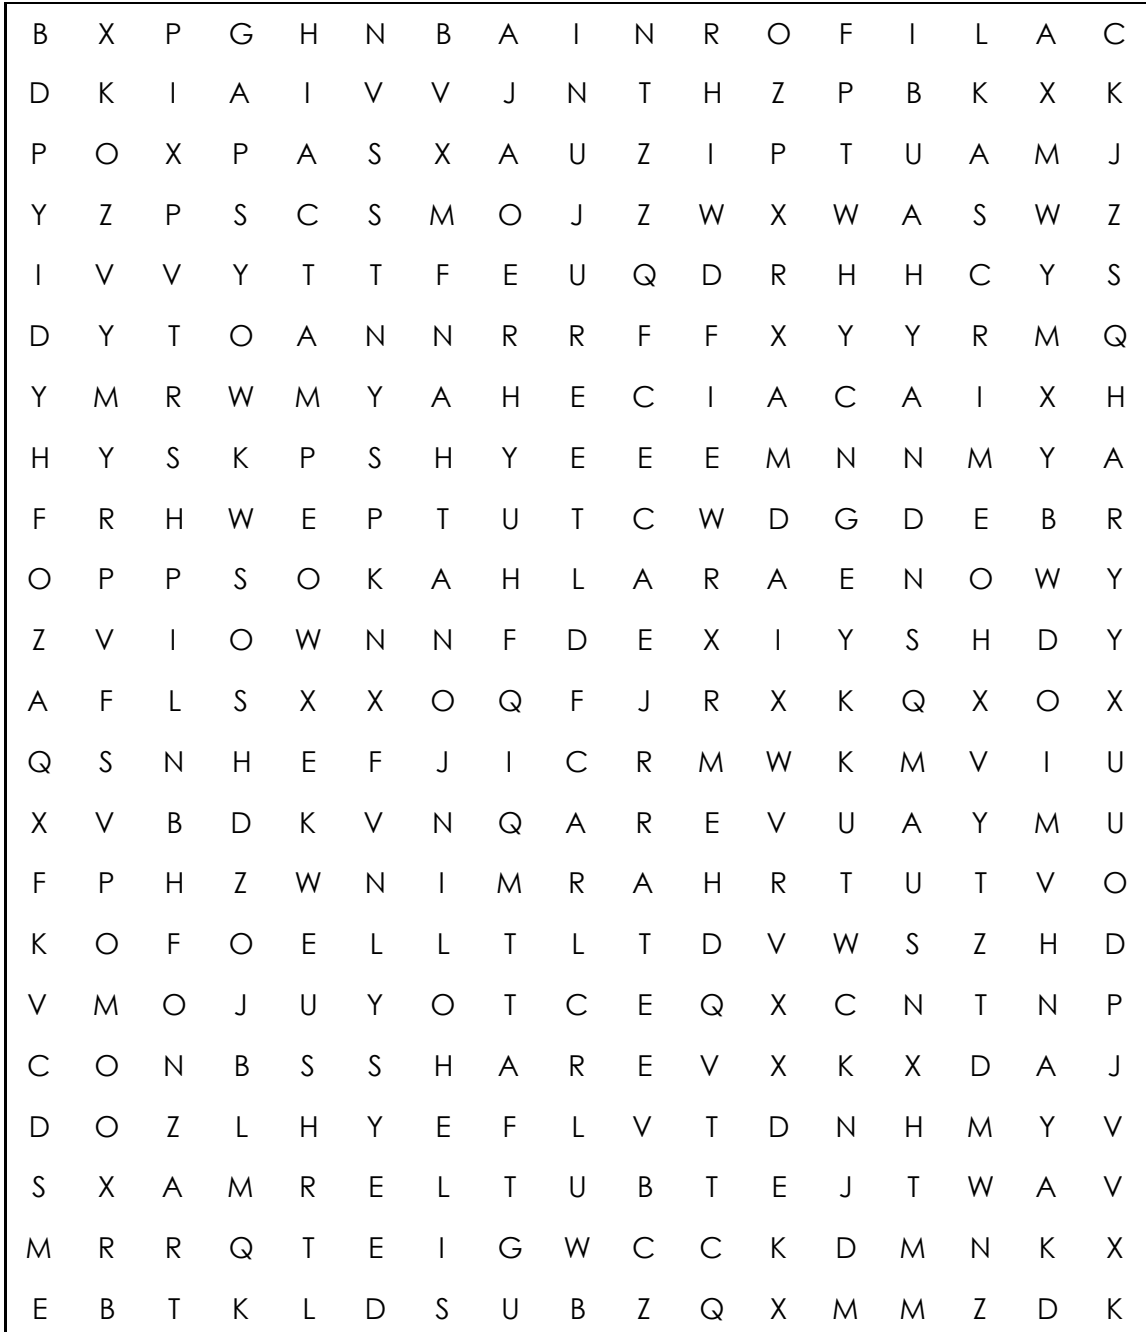 B X P G H N B A I N R O F I L A C
D K I A I V V J N T H Z P B K X K
P O X P A S X A U Z I P T U A M J
Y Z P S C S M O J Z W X W A S W Z
I V V Y T T F E U Q D R H H C Y S
D Y T O A N N R R F F X Y Y R M Q
Y M R W M Y A H E C I A C A I X H
H Y S K P S H Y E E E M N N M Y A
F R H W E P T U T C W D G D E B R
O P P S O K A H L A R A E N O W Y
Z V I O W N N F D E X I Y S H D Y
A F L S X X O Q F J R X K Q X O X
Q S N H E F J I C R M W K M V I U
X V B D K V N Q A R E V U A Y M U
F P H Z W N I M R A H R T U T V O
K O F O E L L T L T D V W S Z H D
V M O J U Y O T C E Q X C N T N P
C O N B S S H A R E V X K X D A J
D O Z L H Y E F L V T D N H M Y V
S X A M R E L T U B T E J T W A V
M R R Q T E I G W C C K D M N K X
E B T K L D S U B Z Q X M M Z D K